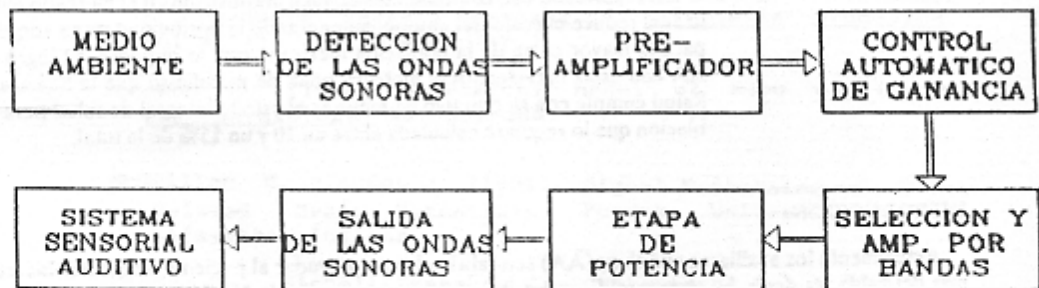 MEDIO
AMBIENTE
DETECCION
DE LAS ONDAS
SONORAS
PRE-
AMPLIFICADOR
CONTROL
AUTOMATICO
DE GANANCIA
SISTEMA
SENSORIAL
AUDITIVO
SALIDA
DE LAS ONDAS
SONORAS
ETAPA
DE
POTENCIA
SELECCION Y
AMP. POR
BANDAS